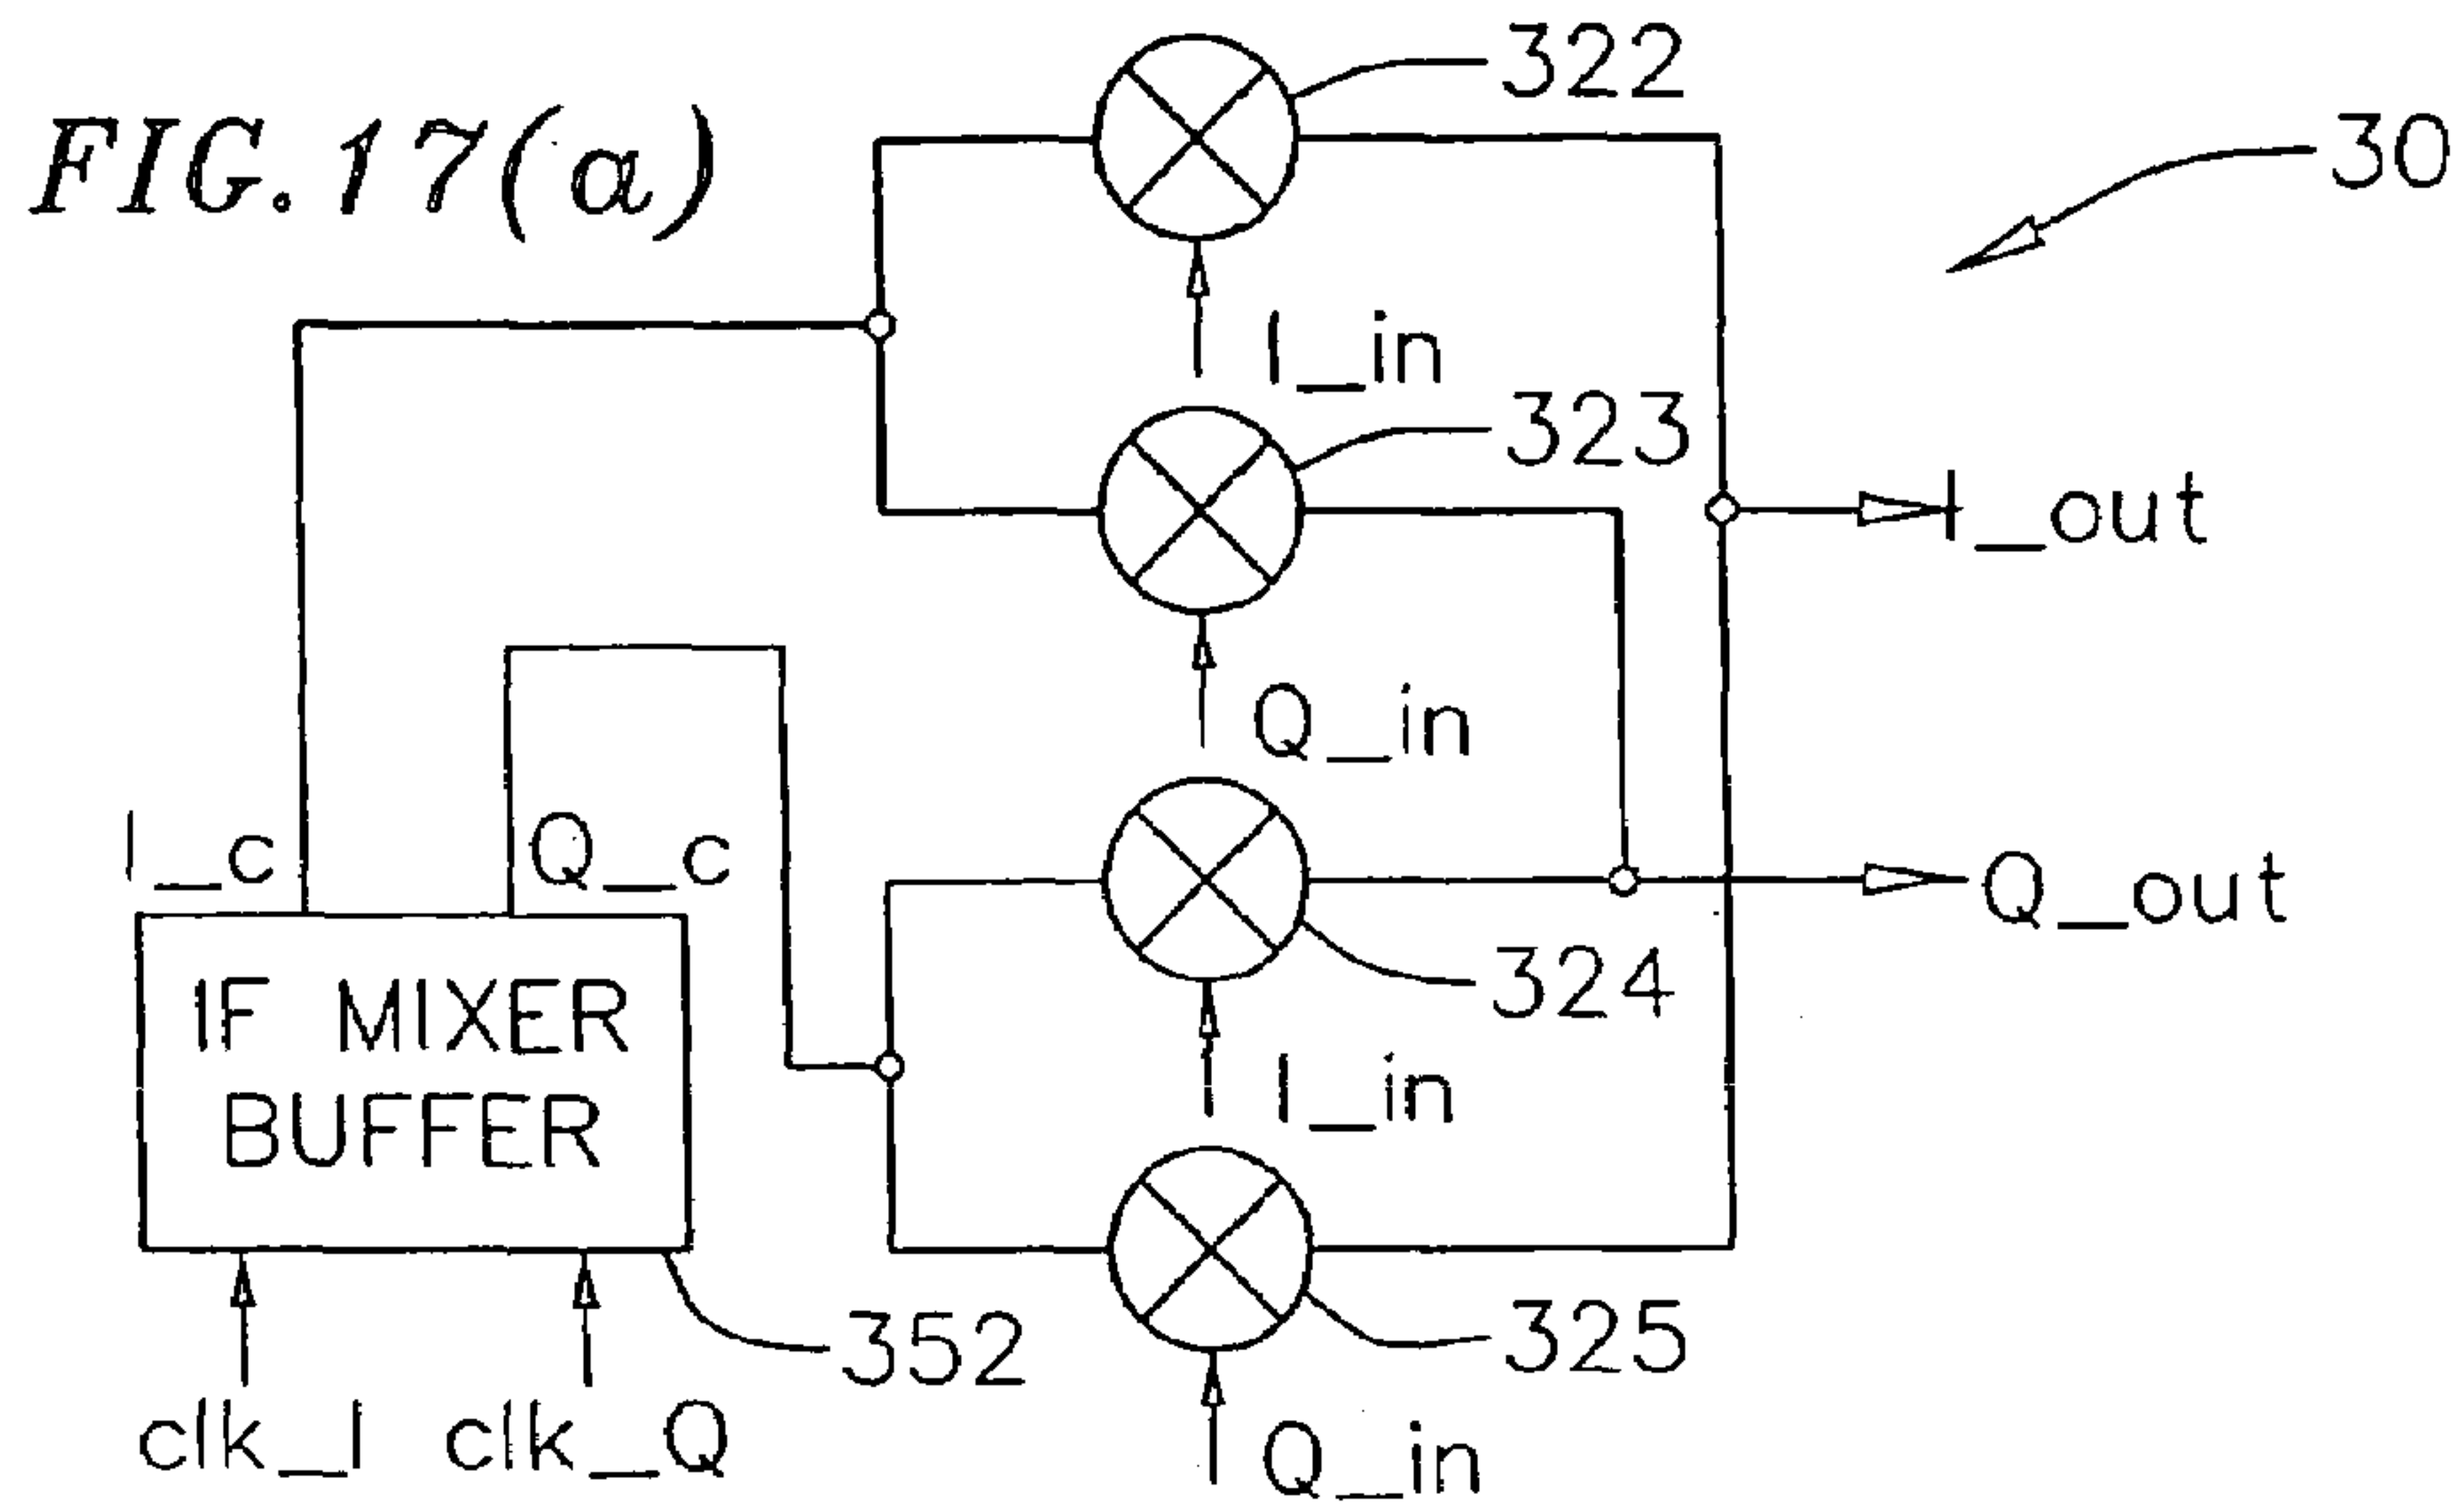 FIG.17(a)
322
30
I_in
323
I_out
Q_in
I_c
Q_c
Q_out
324
IF MIXER
BUFFER
I_in
352
325
clk_I
clk_Q
Q_in